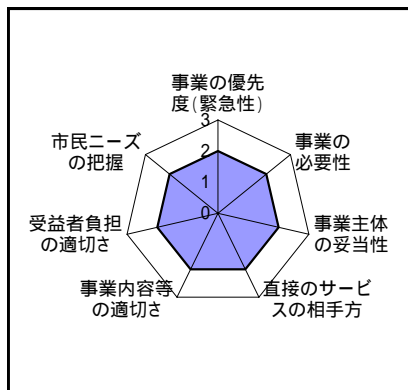 事業の優先
度(緊急性)
3
2
1
0
事業の
必要性
事業主体
の妥当性
直接のサービ
スの相手方
事業内容等
の適切さ
受益者負担
の適切さ
市民ニーズ
の把握